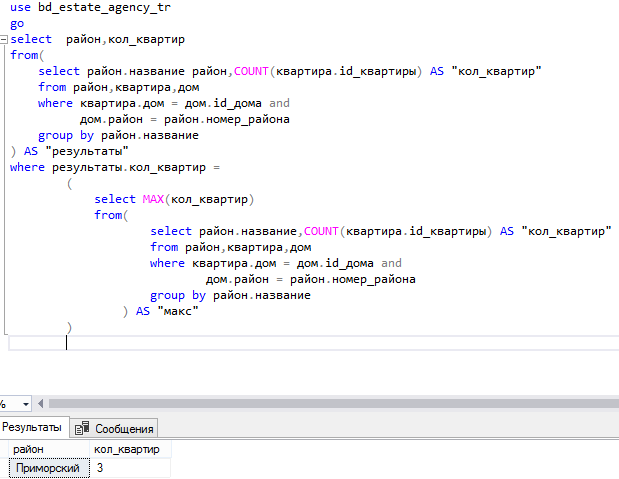 use bd_estate_agency_tr
go
select  район,кол_квартир
from(
    select район.название район,COUNT(квартира.id_квартиры) AS "кол_квартир"
    from район,квартира,дом
    where квартира.дом = дом.id_дома and
          дом.район = район.номер_района
    group by район.название
) AS "результаты"
where результаты.кол_квартир =
        (
            select MAX(кол_квартир)
            from(
                    select район.название,COUNT(квартира.id_квартиры) AS "кол_квартир"
                    from район,квартира,дом
                    where квартира.дом = дом.id_дома and
                            дом.район = район.номер_района
                    group by район.название
                ) AS "макс"
        )
%
Результаты Сообщения
район кол_квартир
Приморский 3